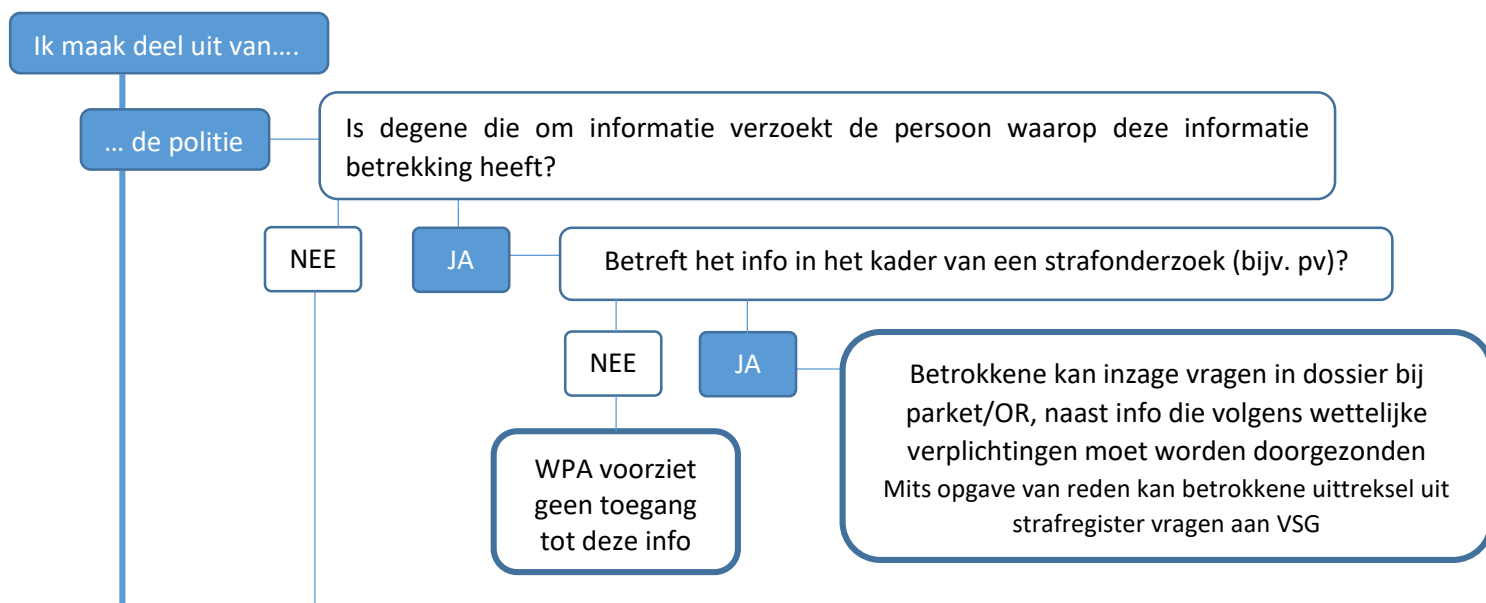 Ik maak deel uit van....
... de politie
Is degene die om informatie verzoekt de persoon waarop deze informatie
betrekking heeft?
NEE
JA
Betreft het info in het kader van een strafonderzoek (bijv. pv)?
NEE
JA
WPA voorziet
geen toegang
tot deze info
Betrokkene kan inzage vragen in dossier bij
parket/OR, naast info die volgens wettelijke
verplichtingen moet worden doorgezonden
Mits opgave van reden kan betrokkene uittreksel uit
strafregister vragen aan VSG